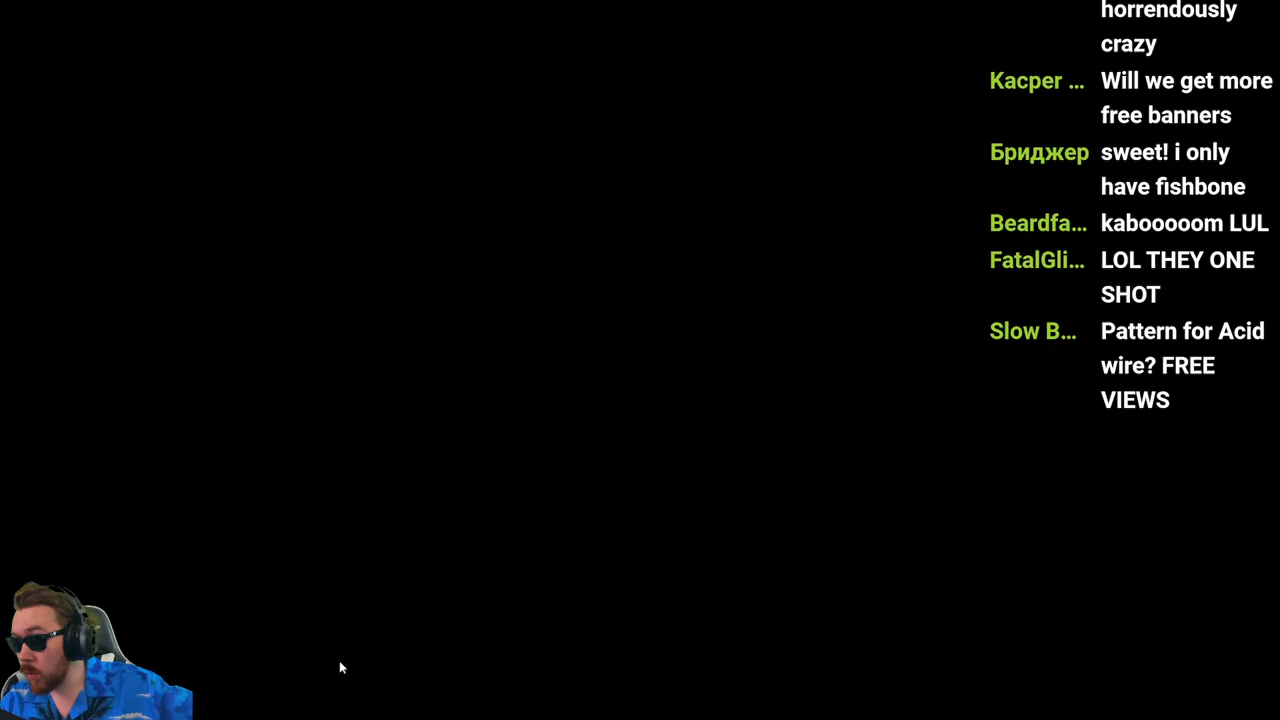 horrendously
crazy
Kacper ... Will we get more
free banners
Бриджер sweet! i only
have fishbone
Beardfa... kabooooom LUL
FatalGli... LOL THEY ONE
SHOT
Slow B... Pattern for Acid
wire? FREE
VIEWS